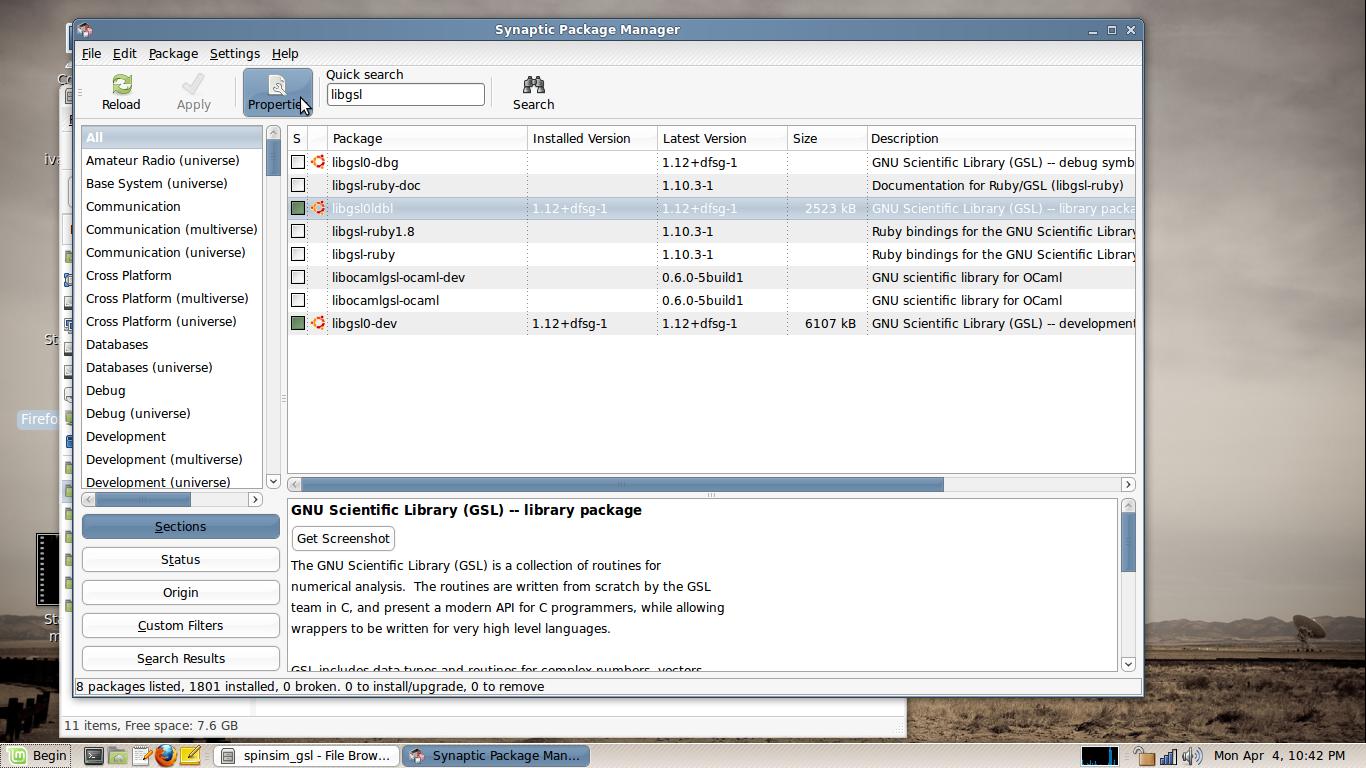 Synaptic Package Manager
File Edit Package Settings Help
Reload
Apply
Quick search
libgsl
Search
All
Amateur Radio (universe)
Base System (universe)
Communication
Communication (multiverse)
Communication (universe)
Cross Platform
Cross Platform (multiverse)
Cross Platform (universe)
Databases
Databases (universe)
Debug
Debug (universe)
Development
Development (multiverse)
Development (universe)
Sections
Status
Origin
Custom Filters
Search Results
S Package Installed Version Latest Version Size Description
libgsl0-dbg 1.12+dfsg-1 GNU Scientific Library (GSL) -- debug symb
libgsl-ruby-doc 1.10.3-1 Documentation for Ruby/GSL (libgsl-ruby)
libgsl0ldbl 1.12+dfsg-1 1.12+dfsg-1 2523 kB GNU Scientific Library (GSL) -- library packa
libgsl-ruby1.8 1.10.3-1 Ruby bindings for the GNU Scientific Library
libgsl-ruby 1.10.3-1 Ruby bindings for the GNU Scientific Library
libocamlgsl-ocaml-dev 0.6.0-5build1 GNU scientific library for OCaml
libocamlgsl-ocaml 0.6.0-5build1 GNU scientific library for OCaml
libgsl0-dev 1.12+dfsg-1 1.12+dfsg-1 6107 kB GNU Scientific Library (GSL) -- development
GNU Scientific Library (GSL) -- library package
Get Screenshot
The GNU Scientific Library (GSL) is a collection of routines for
numerical analysis. The routines are written from scratch by the GSL
team in C, and present a modern API for C programmers, while allowing
wrappers to be written for very high level languages.
GSL includes data types and routines for complex numbers, vectors,
8 packages listed, 1801 installed, 0 broken. 0 to install/upgrade, 0 to remove
11 items, Free space: 7.6 GB
Firefo
Begin
spinsim_gsl - File Brow...
Synaptic Package Man...
Mon Apr 4, 10:42 PM